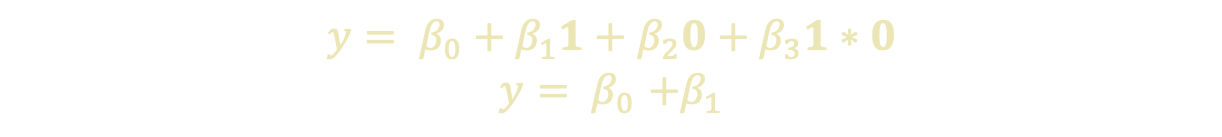 y = β₀ + β₁1 + β₂0 + β₃1 * 0
y = β₀ +β₁